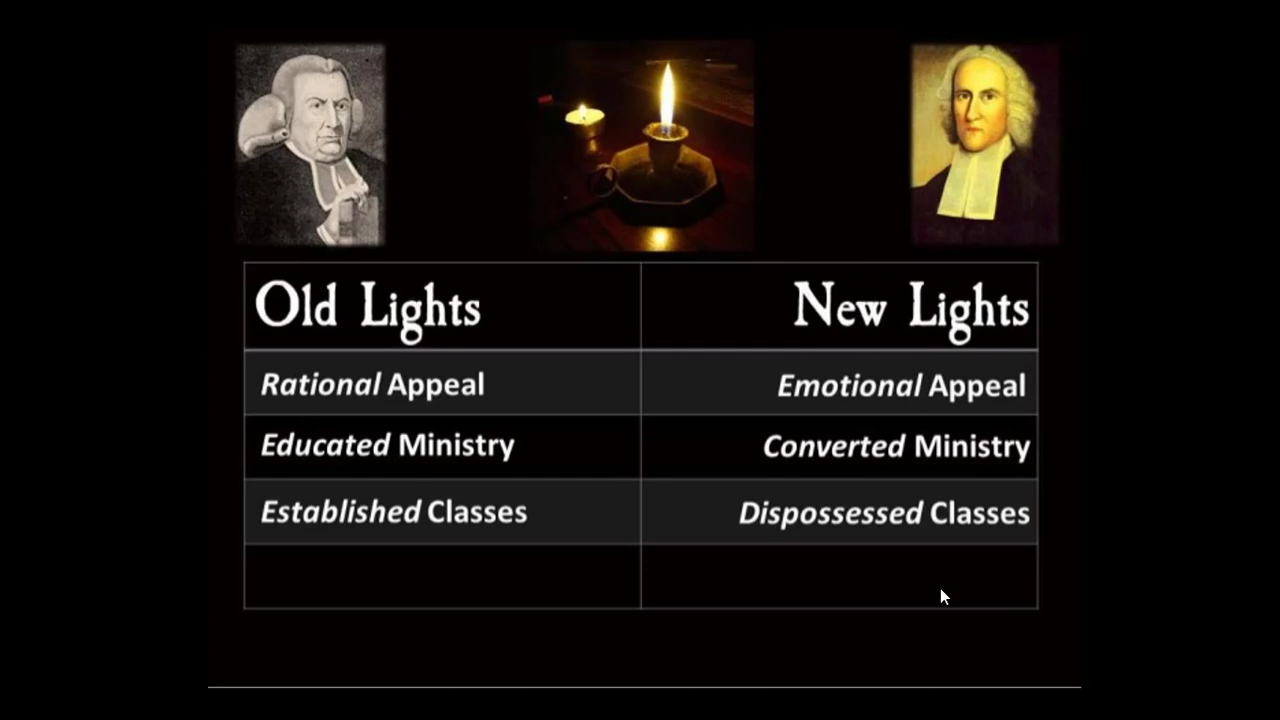 Old Lights
New Lights
Rational Appeal
Emotional Appeal
Educated Ministry
Converted Ministry
Established Classes
Dispossessed Classes